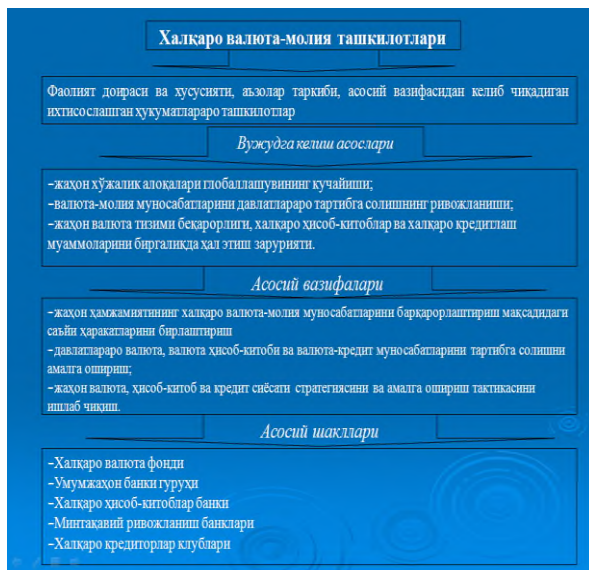 Халқаро валюта-молия ташкилотлари
Фаолият доираси ва хусусияти, аъзолар таркиби, асосий вазифасидан келиб чиқадиган
ихтисослашган ҳукуматлараро ташкилотлар
Вужудга келиш асослари
–жаҳон хўжалик алоқалари глобаллашувининг кучайиши;
–валюта-молия муносабатларини давлатлараро тартибга солишнинг ривожланиши;
–жаҳон валюта тизими беқарорлиги, халқаро ҳисоб-китоблар ва халқаро кредитлаш
муаммоларини биргаликда ҳал этиш зарурияти.
Асосий вазифалари
–жаҳон ҳамжамиятининг халқаро валюта-молия муносабатларини барқарорлаштириш мақсадидаги
саъйи ҳаракатларини бирлаштириш
–давлатлараро валюта, валюта ҳисоб-китоби ва валюта-кредит муносабатларини тартибга солишни
амалга ошириш;
–жаҳон валюта, ҳисоб-китоб ва кредит сиёсати стратегиясини ва амалга ошириш тактикасини
ишлаб чиқиш.
Асосий шакллари
–Халқаро валюта фонди
–Умумжаҳон банки гуруҳи
–Халқаро ҳисоб-китоблар банки
–Минтақавий ривожланиш банклари
–Халқаро кредиторлар клублари